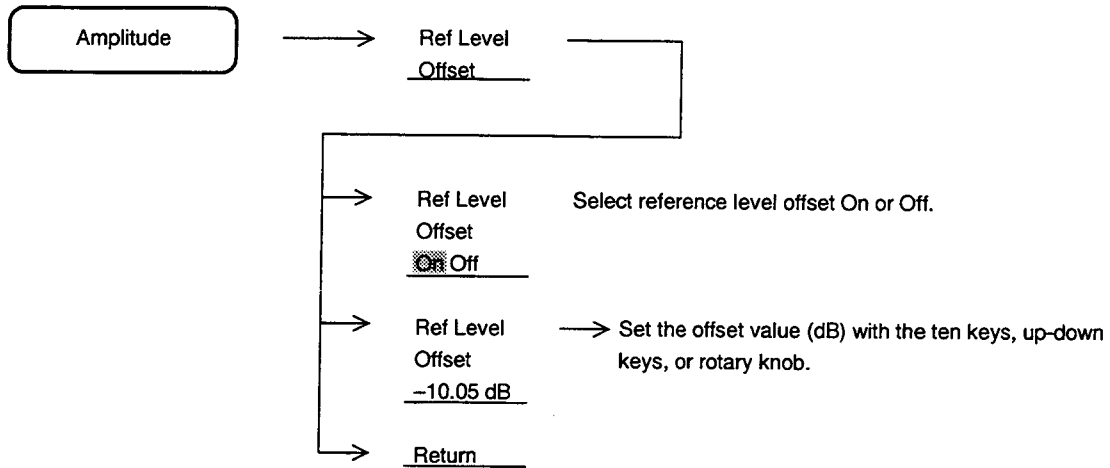 Amplitude
Ref Level
Offset
Ref Level
Offset
On Off
Select reference level offset On or Off.
Ref Level
Offset
–10.05 dB
Set the offset value (dB) with the ten keys, up-down
keys, or rotary knob.
Return